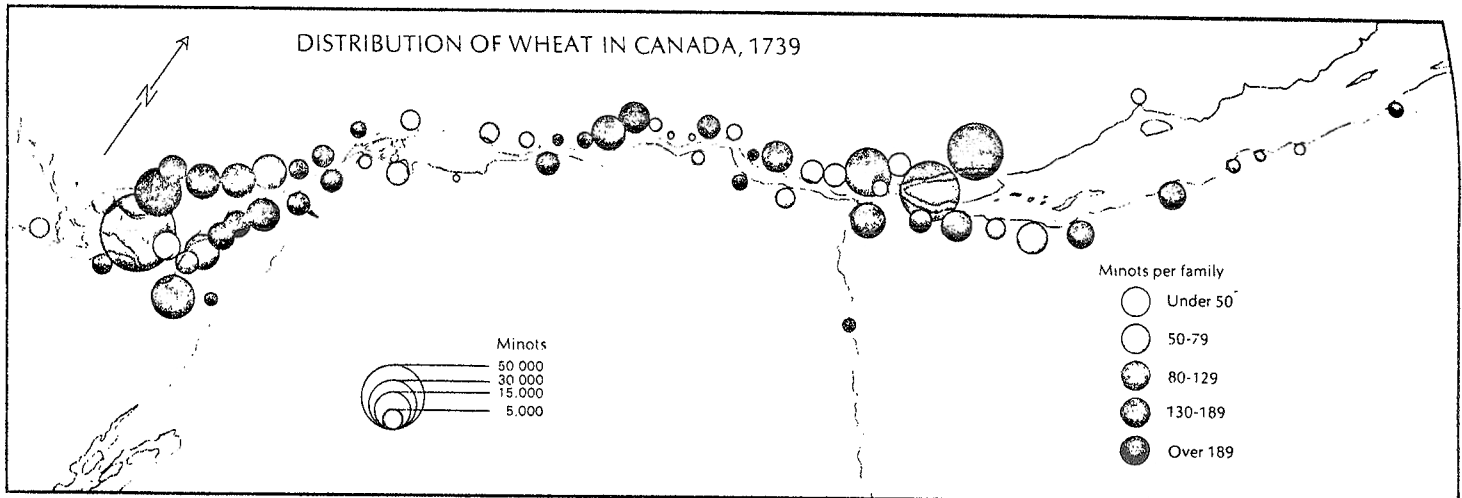 DISTRIBUTION OF WHEAT IN CANADA, 1739
N
Minots per family
Under 50
50-79
80-129
130-189
Over 189
Minots
50 000
30 000
15.000
5,000